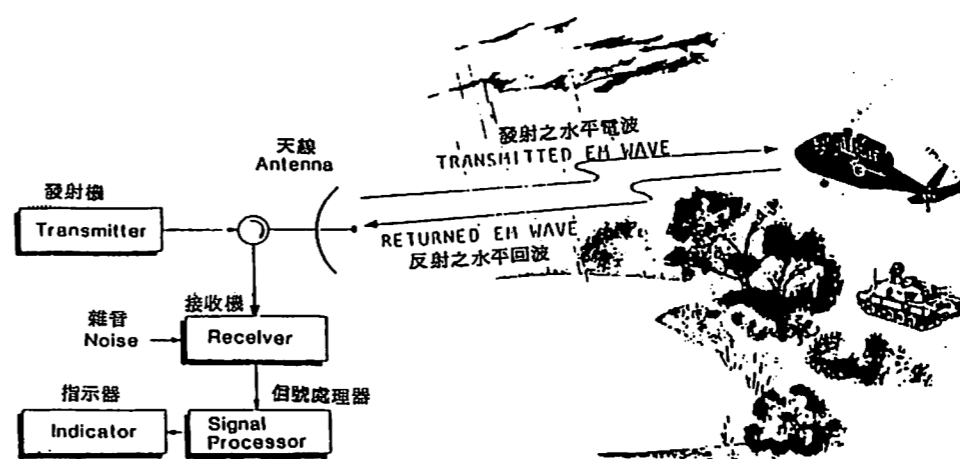 發射之水平電波
TRANSMITTED EM WAVE
天線
Antenna
發射機
Transmitter
RETURNED EM WAVE
反射之水平回波
接收機
雜音
Noise
Receiver
指示器
但號處理器
Indicator
Signal
Processor